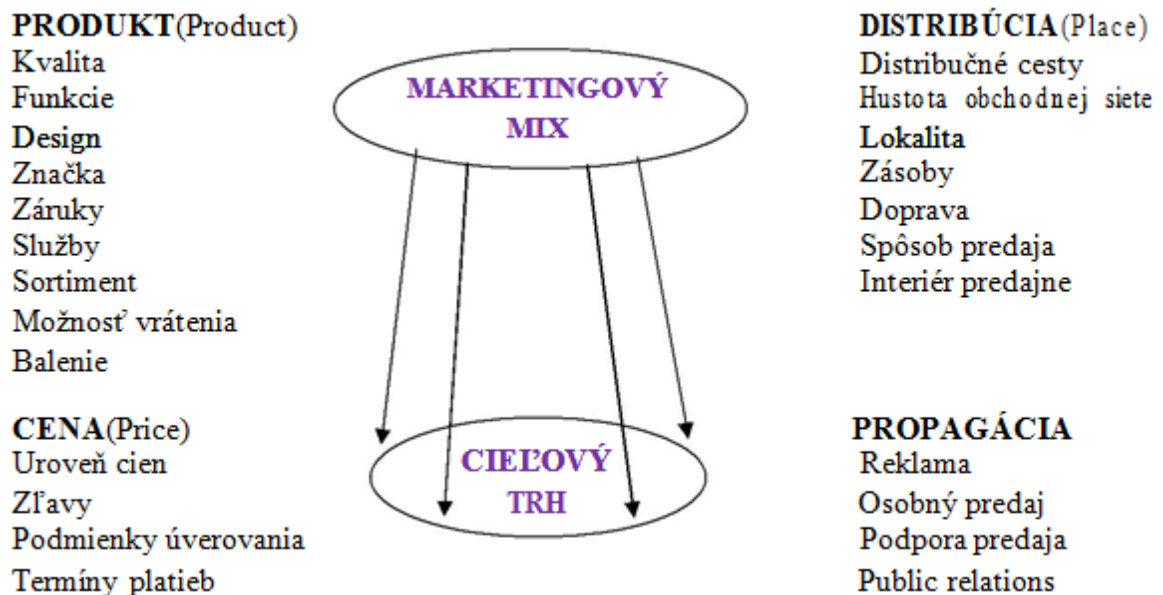 PRODUKT(Product)
Kvalita
Funkcie
Design
Značka
Záruky
Služby
Sortiment
Možnosť vrátenia
Balenie
CENA(Price)
Uroveň cien
Zľavy
Podmienky úverovania
Termíny platieb
MARKETINGOVÝ
MIX
CIEĽOVÝ
TRH
DISTRIBÚCIA(Place)
Distribučné cesty
Hustota obchodnej siete
Lokalita
Zásoby
Doprava
Spôsob predaja
Interiér predajne
PROPAGÁCIA
Reklama
Osobný predaj
Podpora predaja
Public relations